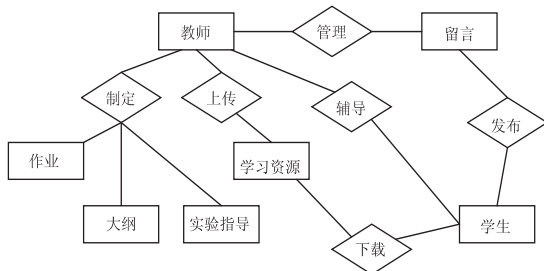 教师
管理
留言
制定
上传
辅导
发布
作业
学习资源
大纲
实验指导
学生
下载